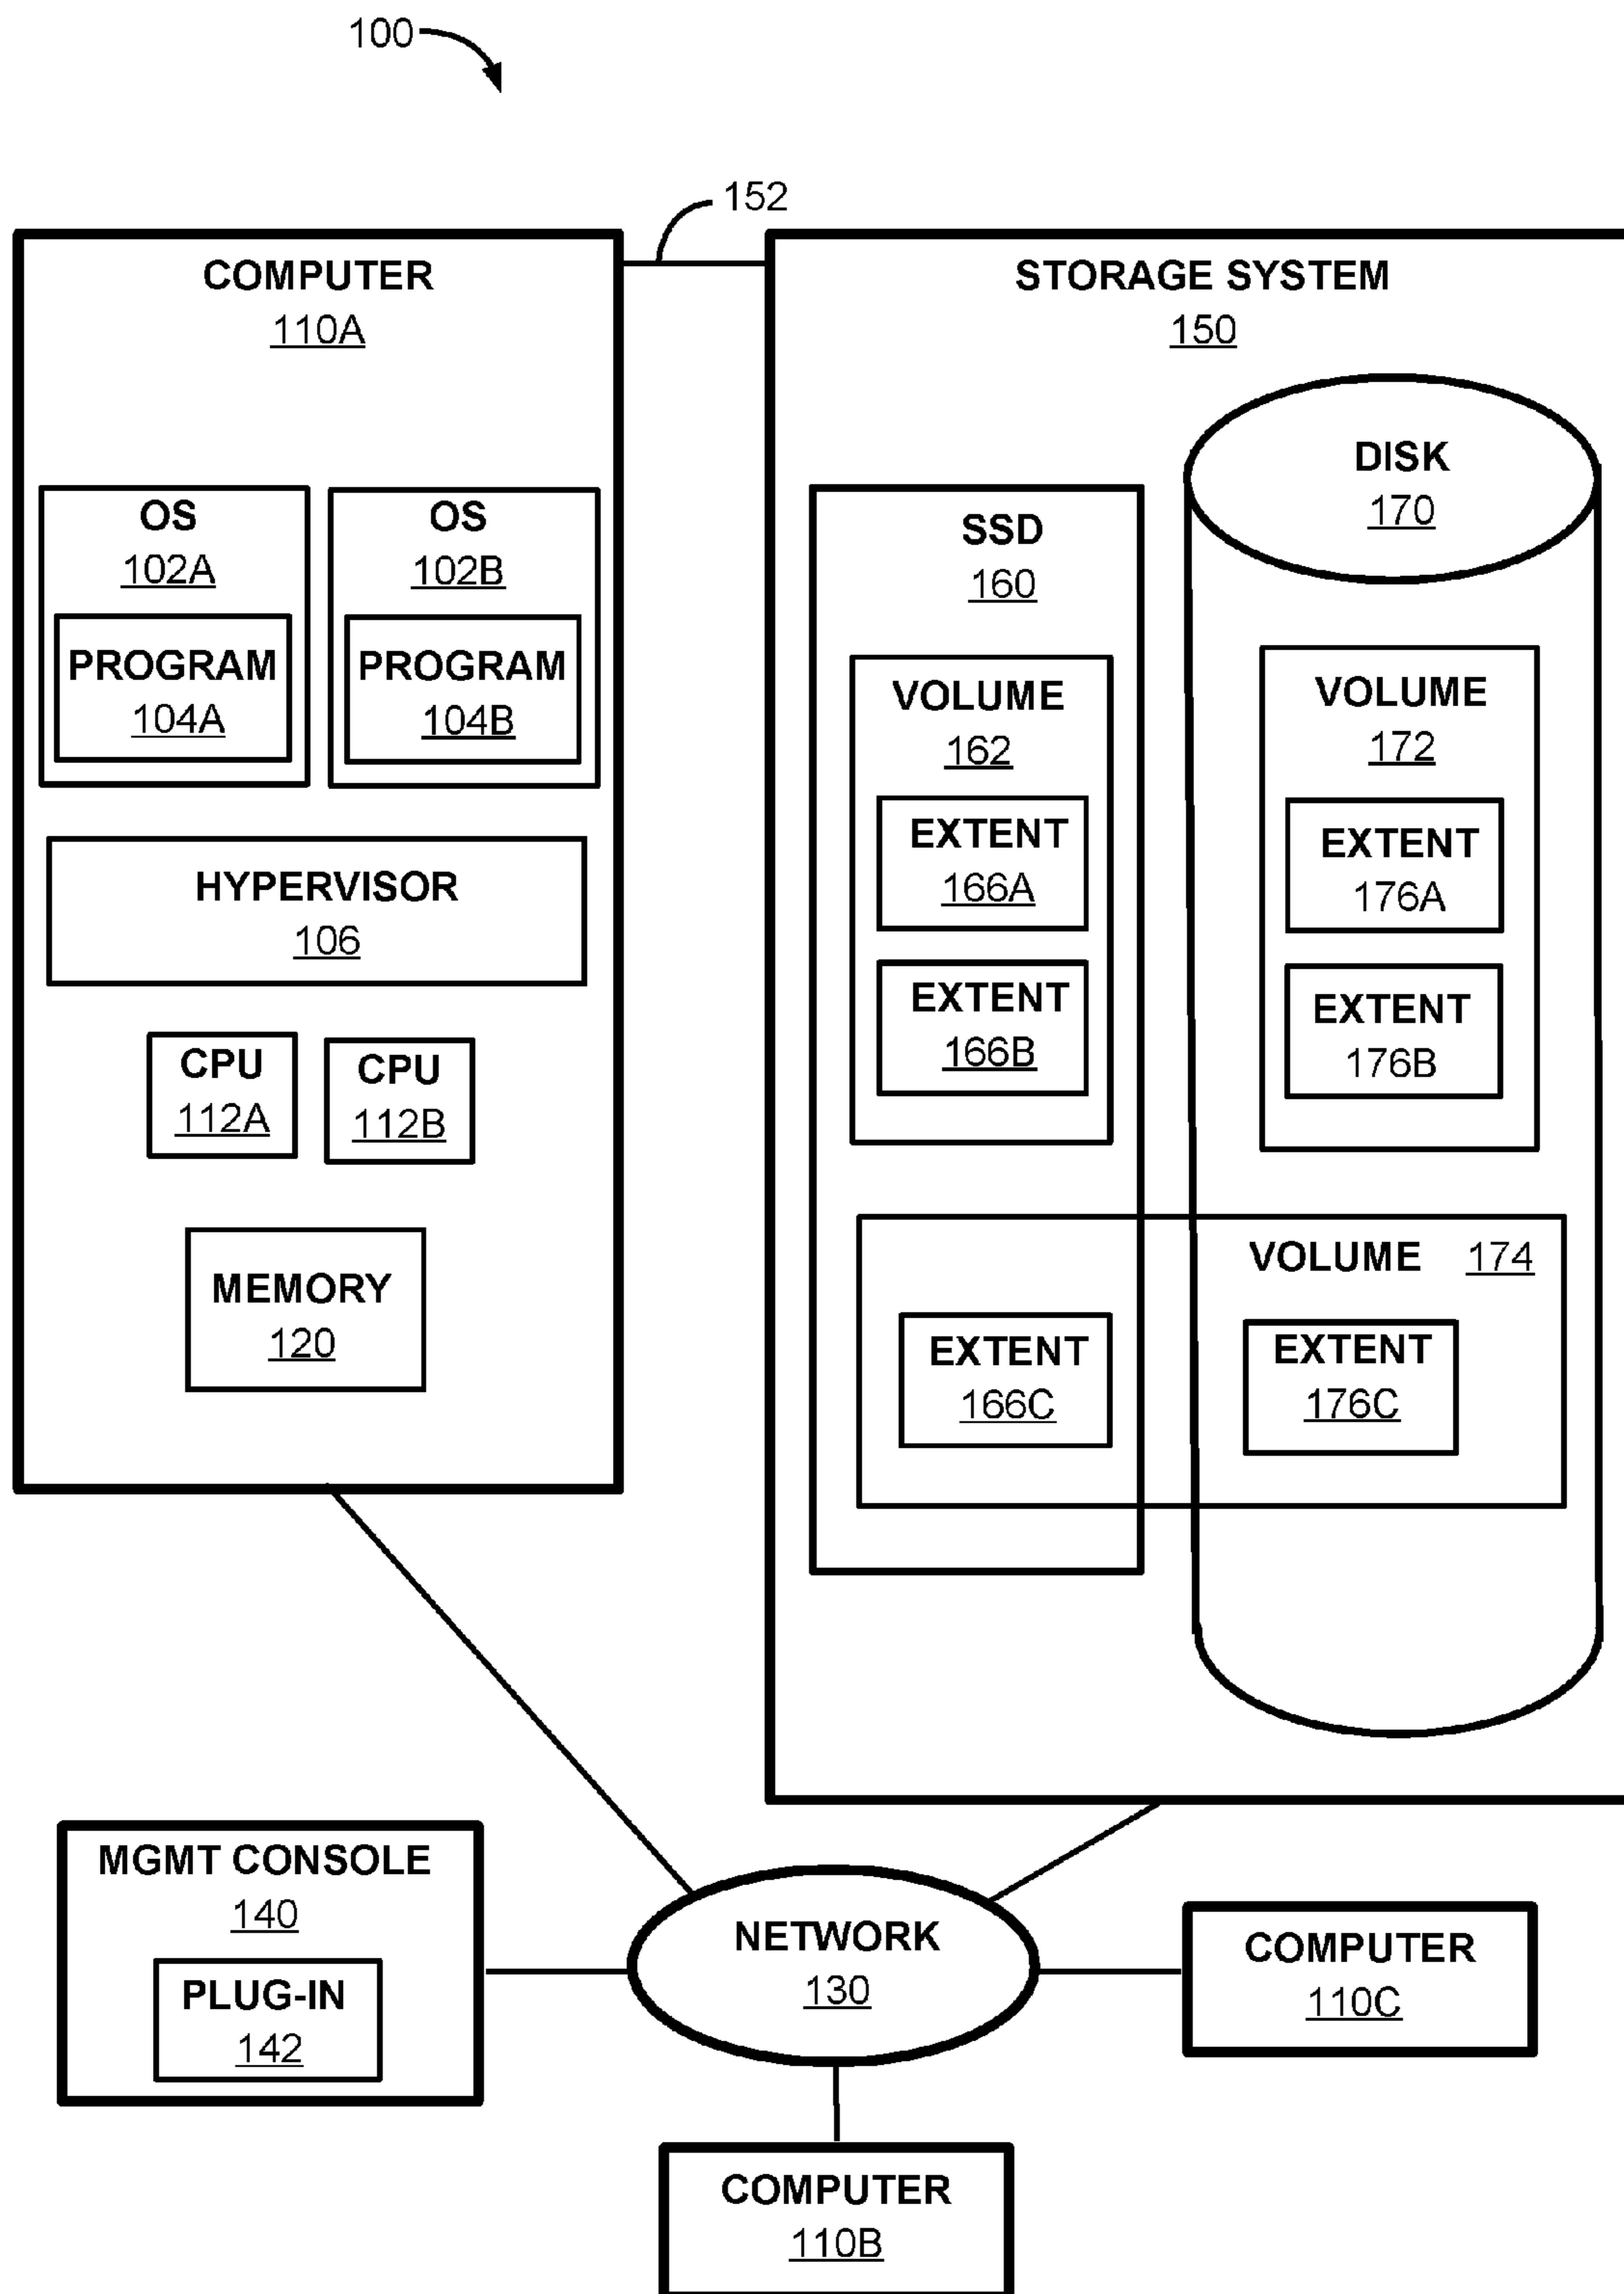 100
152
COMPUTER
110A
OS
102A
PROGRAM
104A
OS
102B
PROGRAM
104B
HYPERVISOR
106
CPU
112A
CPU
112B
MEMORY
120
STORAGE SYSTEM
150
DISK
170
SSD
160
VOLUME
162
EXTENT
166A
EXTENT
166B
VOLUME
172
EXTENT
176A
EXTENT
176B
VOLUME 174
EXTENT
166C
EXTENT
176C
MGMT CONSOLE
140
PLUG-IN
142
NETWORK
130
COMPUTER
110C
COMPUTER
110B